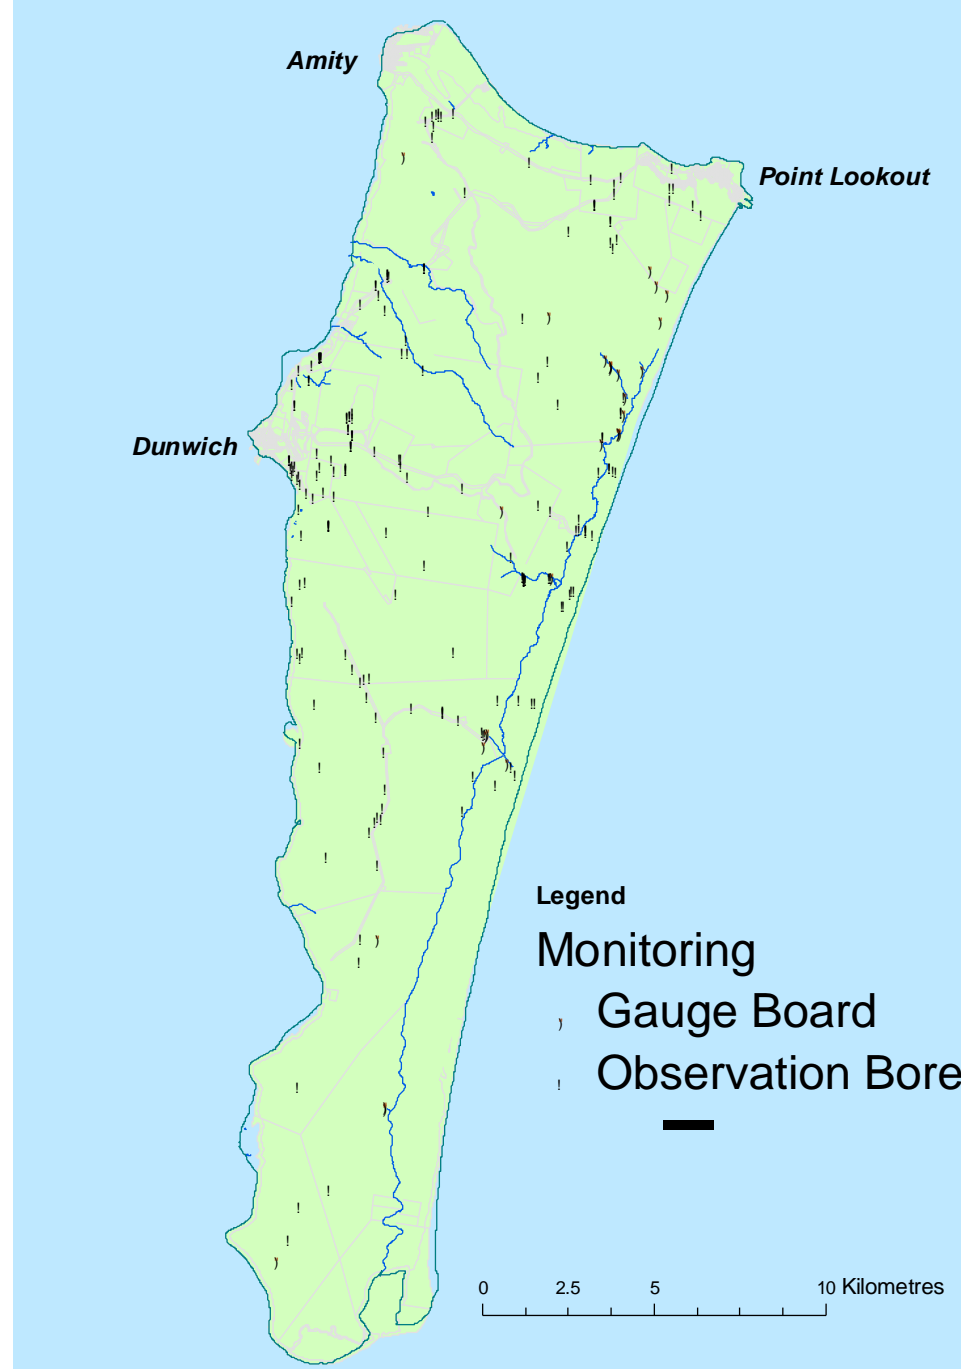 Amity
Point Lookout
Dunwich
Legend
Monitoring
Gauge Board
Observation Bore
0 2.5 5 10 Kilometres